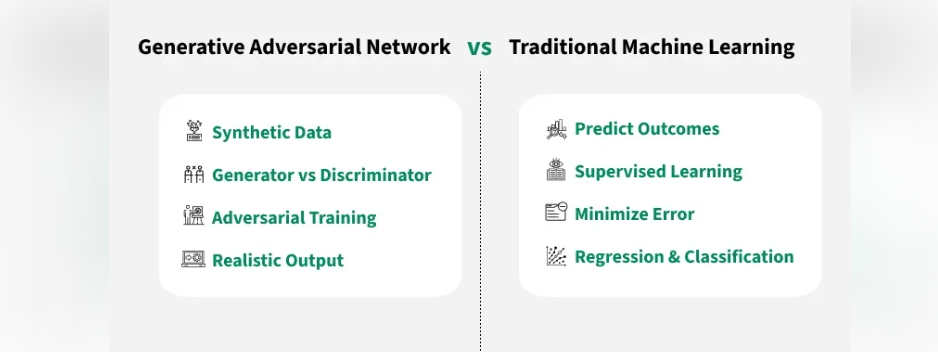 Generative Adversarial Network vs Traditional Machine Learning
Synthetic Data
Generator vs Discriminator
Adversarial Training
Realistic Output
Predict Outcomes
Supervised Learning
Minimize Error
Regression & Classification